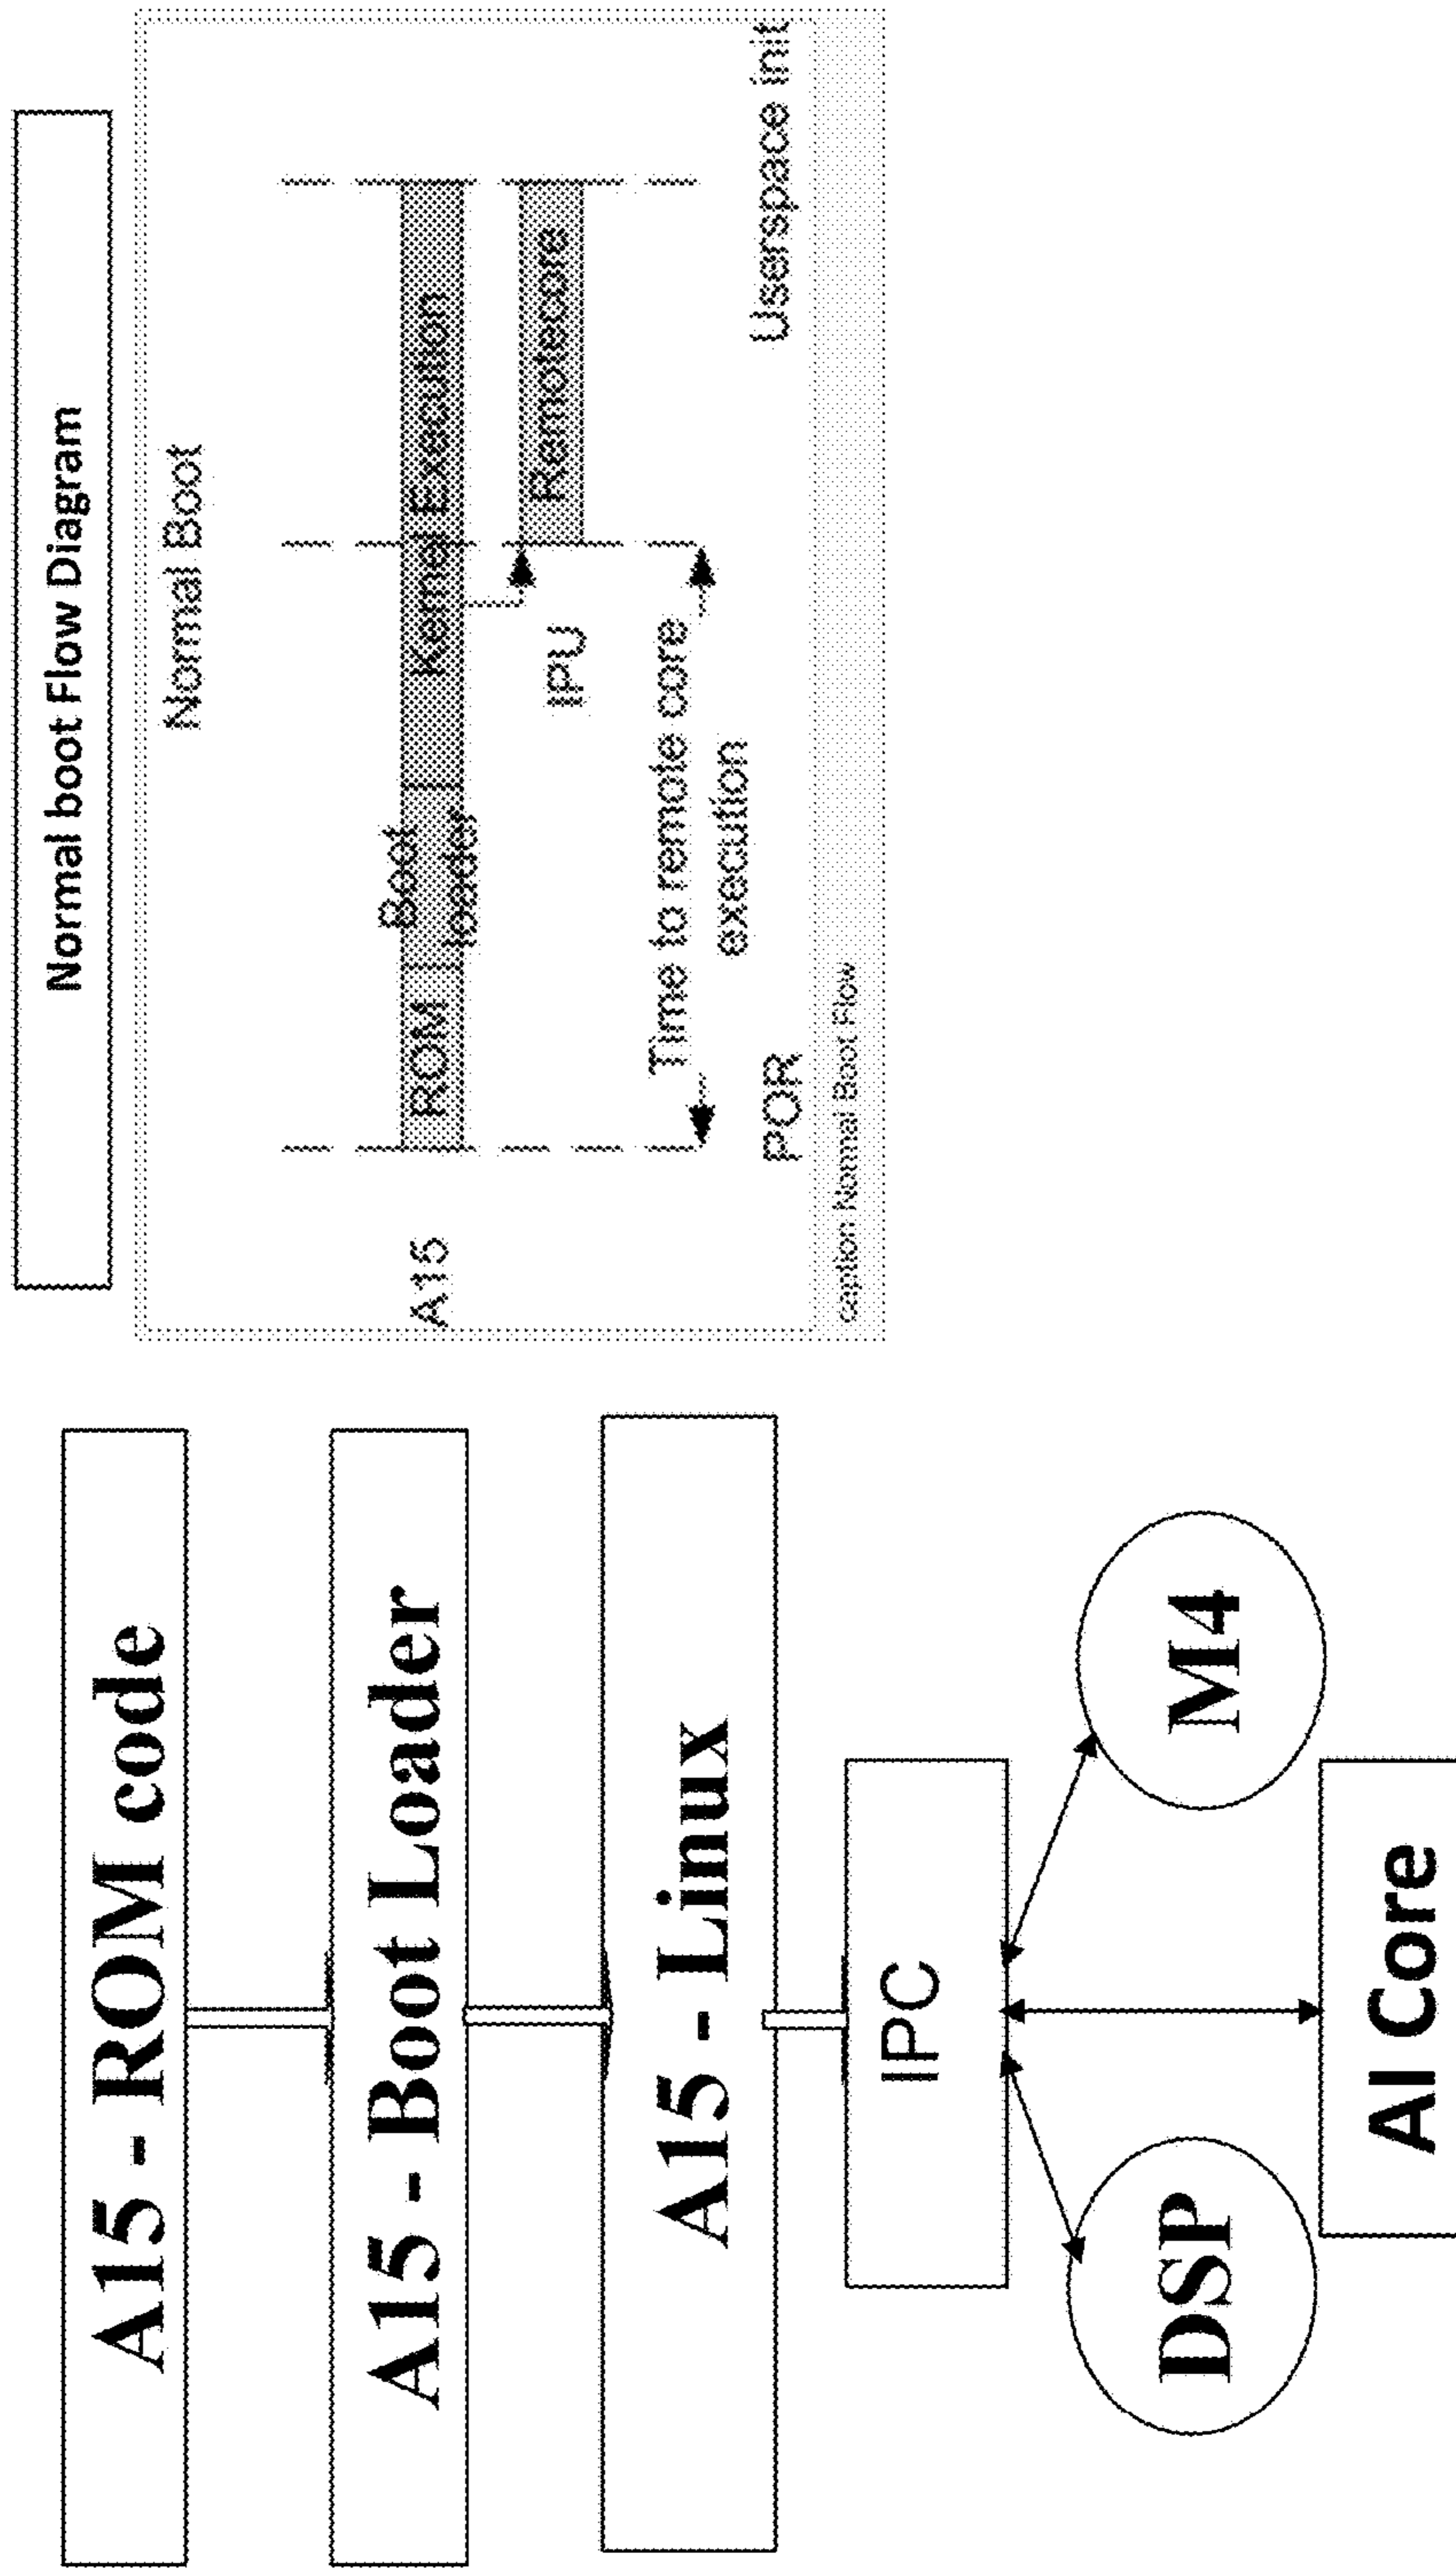 A15 - ROM code
A15 - Boot Loader
A15 - Linux
IPC
DSP
M4
AI Core
Normal boot Flow Diagram
Normal Boot
A15
ROM
Boot
loader
Kernel Execution
IPU
Remotecore
Time to remote core
execution
POR
Userspace init
caption Normal Boot Flow